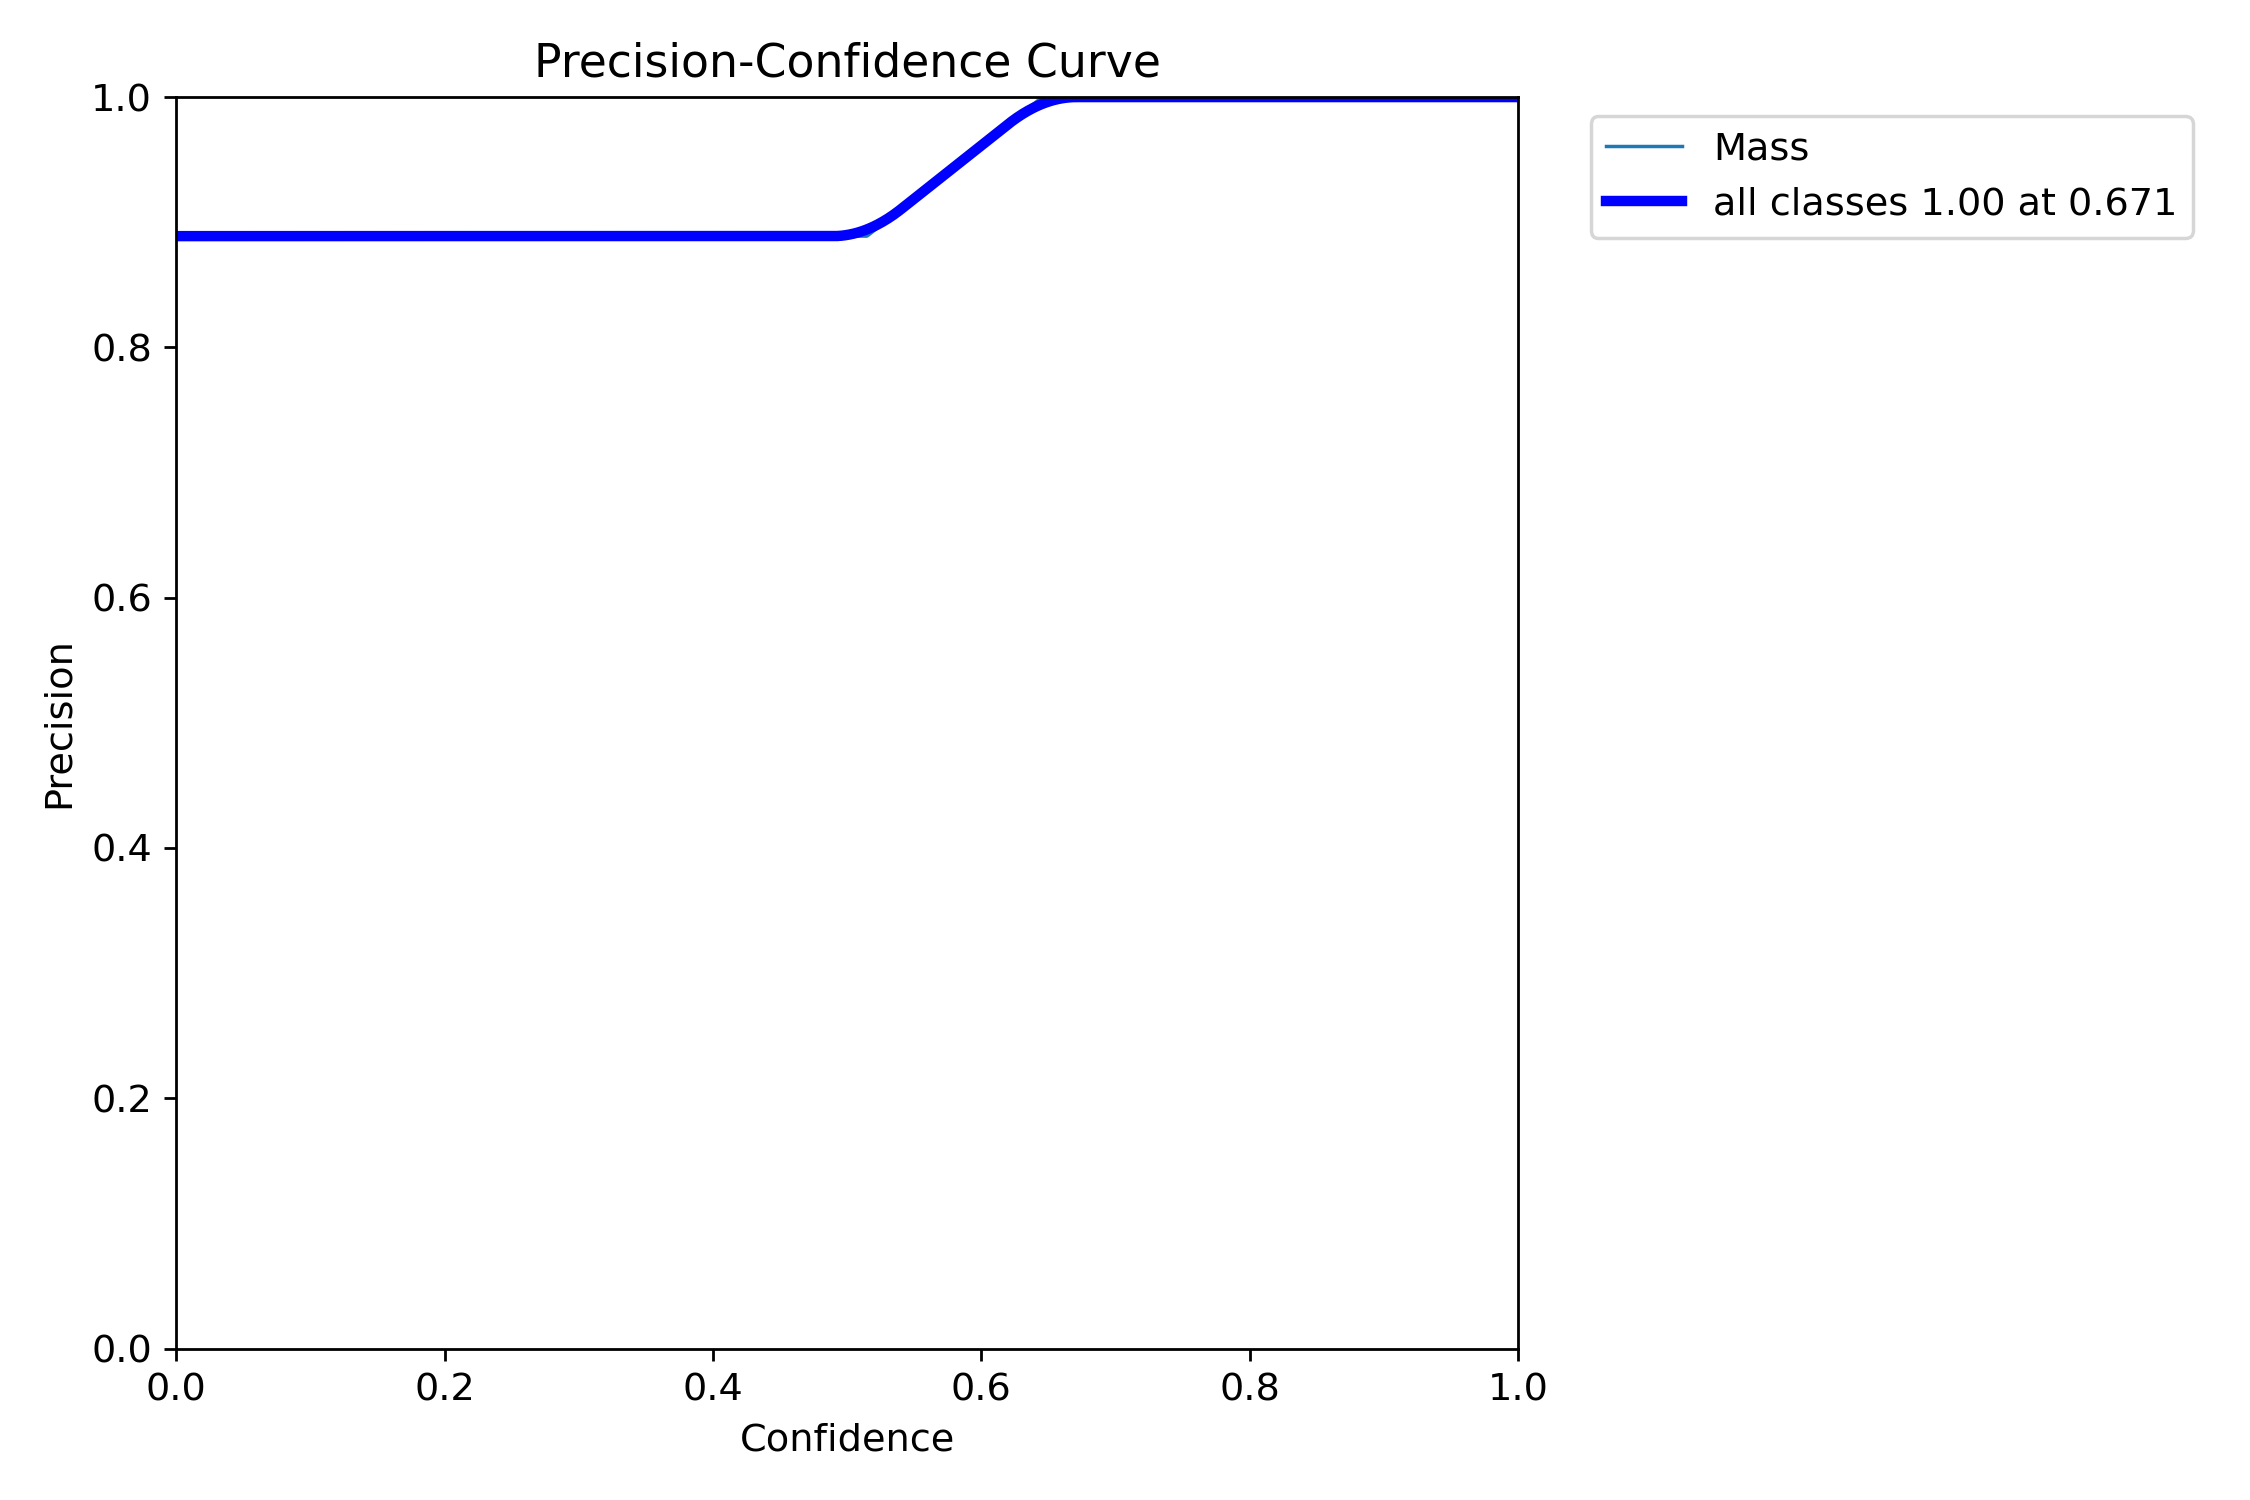 Precision-Confidence Curve
1.0
0.8
0.6
0.4
0.2
0.0
Precision
0.0 0.2 0.4 0.6 0.8 1.0
Confidence
Mass
all classes 1.00 at 0.671